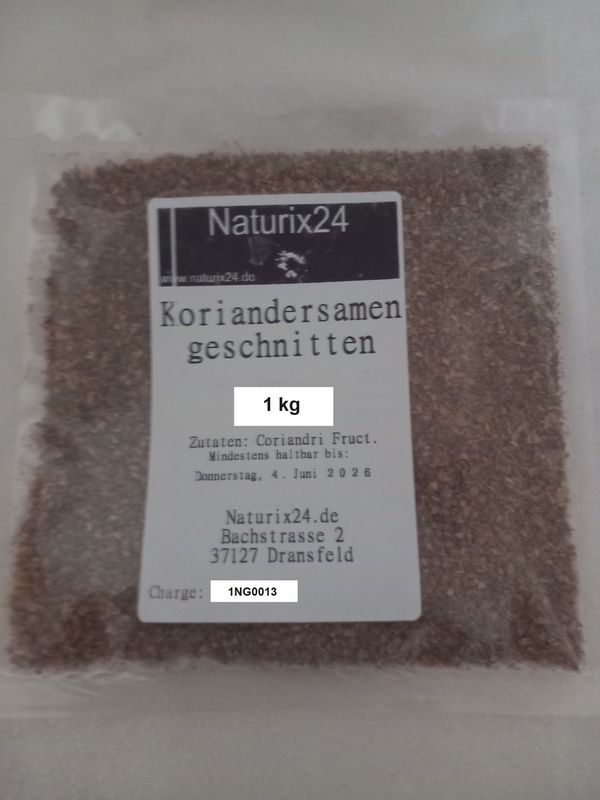 Naturix24
www.naturix24.de
Koriandersamen
geschnitten
1 kg
Zutaten: Coriandri Fruct.
Mindestens haltbar bis:
Donnerstag, 4. Juni 2026
Naturix24.de
Bachstrasse 2
37127 Dransfeld
Charge: 1NG0013